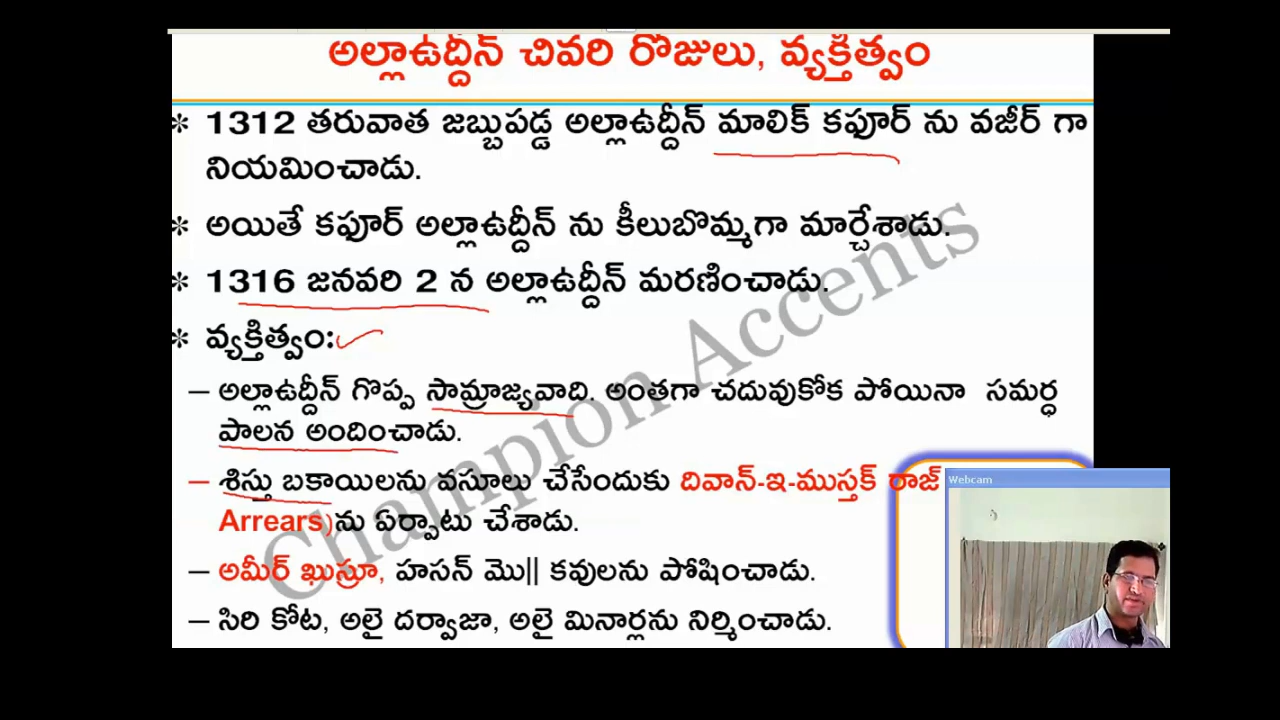 అల్లాఉద్దీన్ చివరి రోజులు, వ్యక్తిత్వం
* 1312 తరువాత జబ్బుపడ్డ అల్లాఉద్దీన్ మాలిక్ కఫూర్ ను వజీర్ గా
నియమించాడు.
* అయితే కఫూర్ అల్లాఉద్దీన్ ను కీలుబొమ్మగా మార్చేశాడు.
* 1316 జనవరి 2 న అల్లాఉద్దీన్ మరణించాడు.
* వ్యక్తిత్వం:
– అల్లాఉద్దీన్ గొప్ప సామ్రాజ్యవాది. అంతగా చదువుకోక పోయినా సమర్ధ
పాలన అందించాడు.
– శిస్తు బకాయిలను వసూలు చేసేందుకు దివాన్-ఇ-ముస్తక్ రాజ్
Arrears)ను ఏర్పాటు చేశాడు.
– అమీర్ ఖుస్రూ, హసన్ మొ|| కవులను పోషించాడు.
– సిరి కోట, అలై దర్వాజా, అలై మినార్లను నిర్మించాడు.
Champion Accents
Webcam